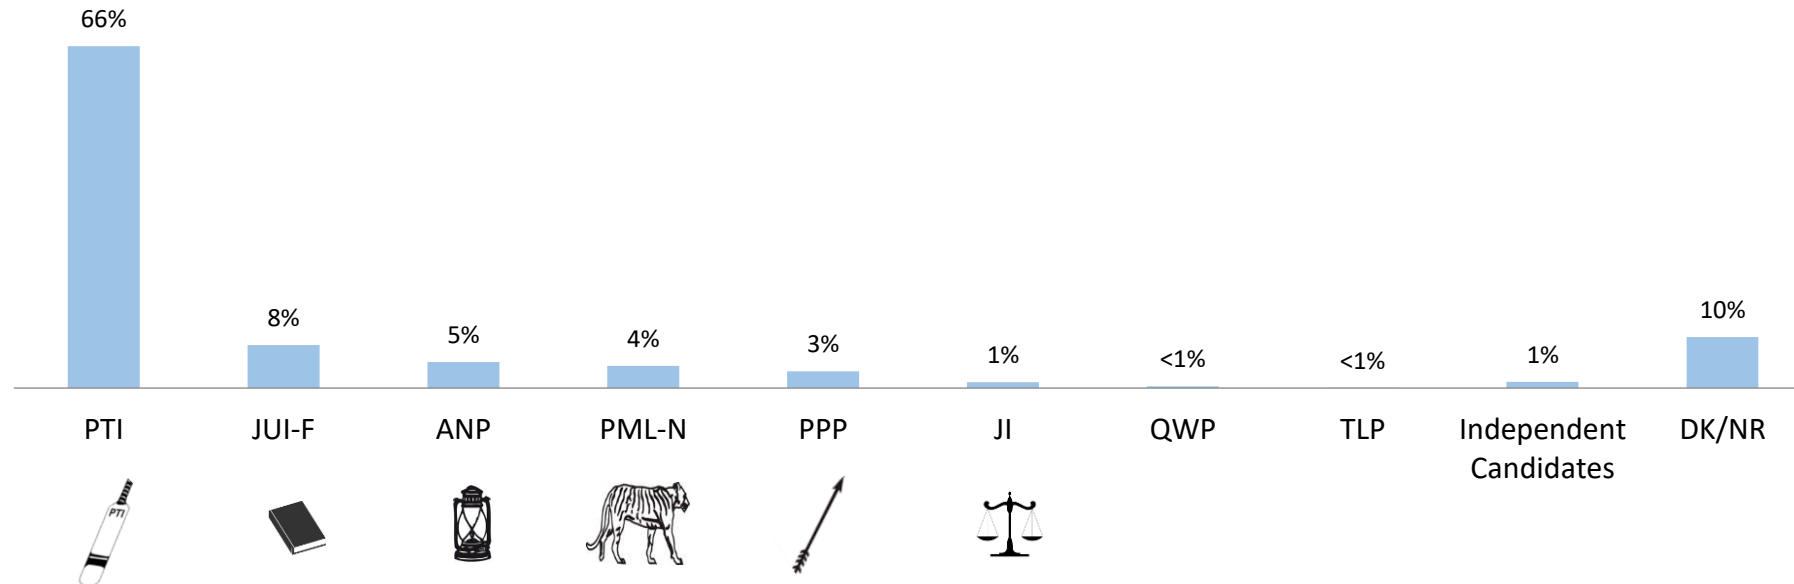 66%
8%
5%
4%
3%
1%
<1%
<1%
1%
10%
PTI
JUI-F
ANP
PML-N
PPP
JI
QWP
TLP
Independent
Candidates
DK/NR
PTI